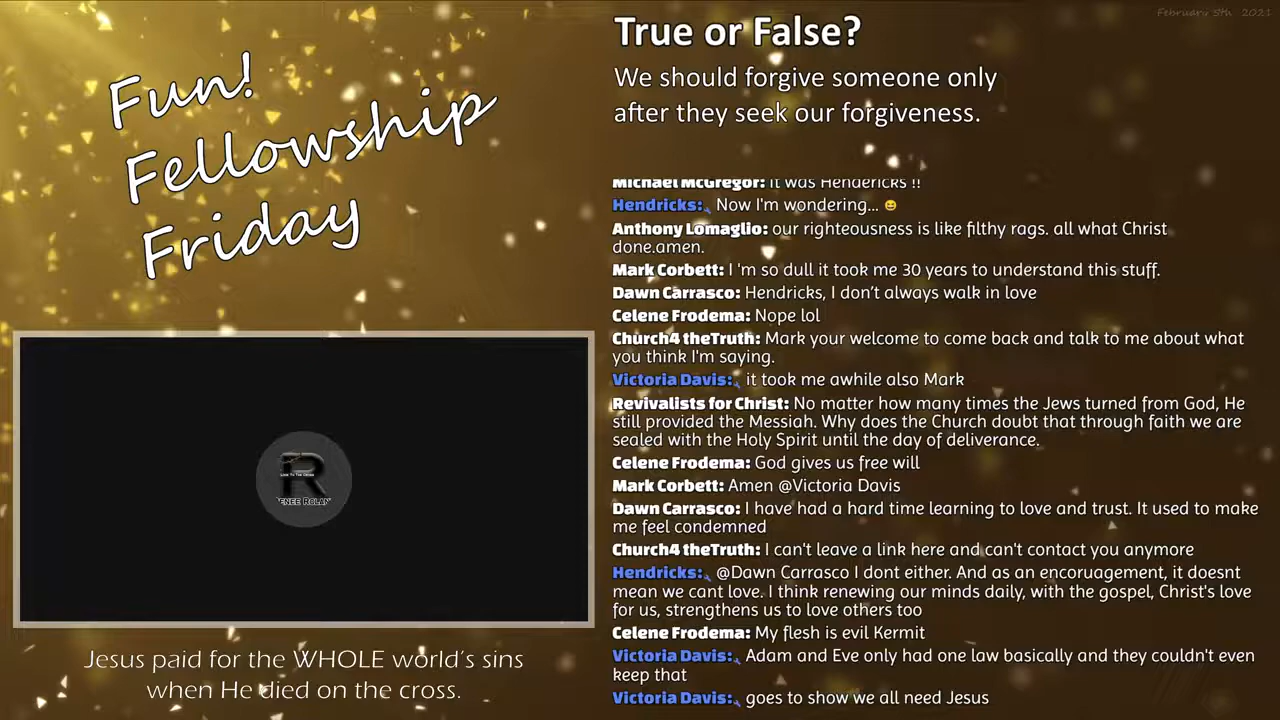 February 5th 2021
True or False?
We should forgive someone only
after they seek our forgiveness.
Fun!
Fellowship
Friday
Michael McGregor: It was Hendericks !!
Hendricks: Now I'm wondering... 😆
Anthony Lomaglio: our righteousness is like filthy rags. all what Christ
done.amen.
Mark Corbett: I 'm so dull it took me 30 years to understand this stuff.
Dawn Carrasco: Hendricks, I don’t always walk in love
Celene Frodema: Nope lol
Church4 theTruth: Mark your welcome to come back and talk to me about what
you think I'm saying.
Victoria Davis: it took me awhile also Mark
Revivalists for Christ: No matter how many times the Jews turned from God, He
still provided the Messiah. Why does the Church doubt that through faith we are
sealed with the Holy Spirit until the day of deliverance.
Celene Frodema: God gives us free will
Mark Corbett: Amen @Victoria Davis
Dawn Carrasco: I have had a hard time learning to love and trust. It used to make
me feel condemned
Church4 theTruth: I can't leave a link here and can't contact you anymore
Hendricks: @Dawn Carrasco I dont either. And as an encoruagement, it doesnt
mean we cant love. I think renewing our minds daily, with the gospel, Christ's love
for us, strengthens us to love others too
Celene Frodema: My flesh is evil Kermit
Victoria Davis: Adam and Eve only had one law basically and they couldn't even
keep that
Victoria Davis: goes to show we all need Jesus
R
ENEE ROLAN
Jesus paid for the WHOLE world's sins
when He died on the cross.